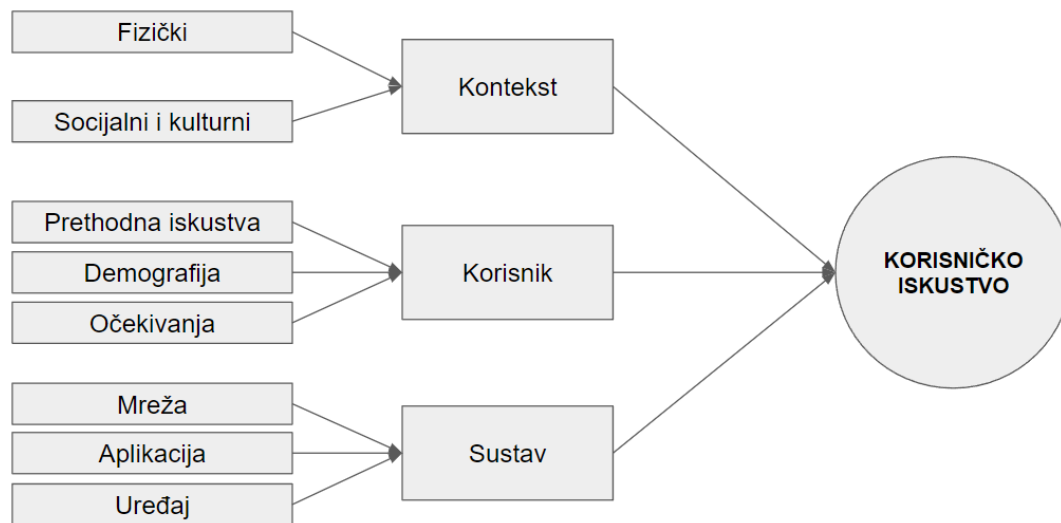 Fizički
Socijalni i kulturni
Kontekst
Prethodna iskustva
Demografija
Očekivanja
Korisnik
Mreža
Aplikacija
Uređaj
Sustav
KORISNIČKO
ISKUSTVO